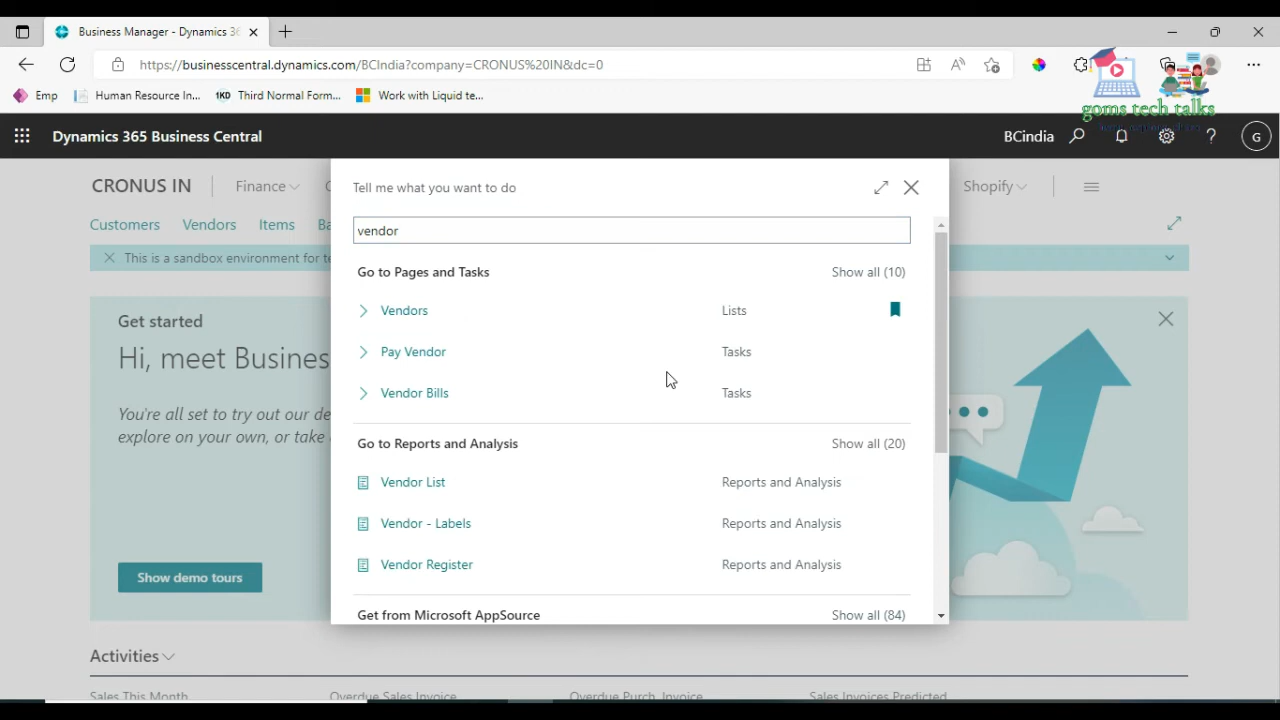 Business Manager - Dynamics 36
https://businesscentral.dynamics.com/BCIndia?company=CRONUS%20IN&dc=0
Emp
Human Resource In...
1KD Third Normal Form...
Work with Liquid
goms tech talks
Dynamics 365 Business Central
BCindia
?
G
CRONUS IN
Finance
Tell me what you want to do
Shopify
Customers
Vendors
Items
Ba
vendor
This is a sandbox environment for te
Go to Pages and Tasks
Show all (10)
Vendors
Lists
Get started
Hi, meet Busines
Pay Vendor
Tasks
Vendor Bills
Tasks
You're all set to try out our de
explore on your own, or take
Go to Reports and Analysis
Show all (20)
Vendor List
Reports and Analysis
Vendor - Labels
Reports and Analysis
Vendor Register
Reports and Analysis
Show demo tours
Get from Microsoft AppSource
Show all (84)
Activities
Sales This Month
Overdue Sales Invoice
Overdue Purch. Invoice
Sales Invoices Predicted